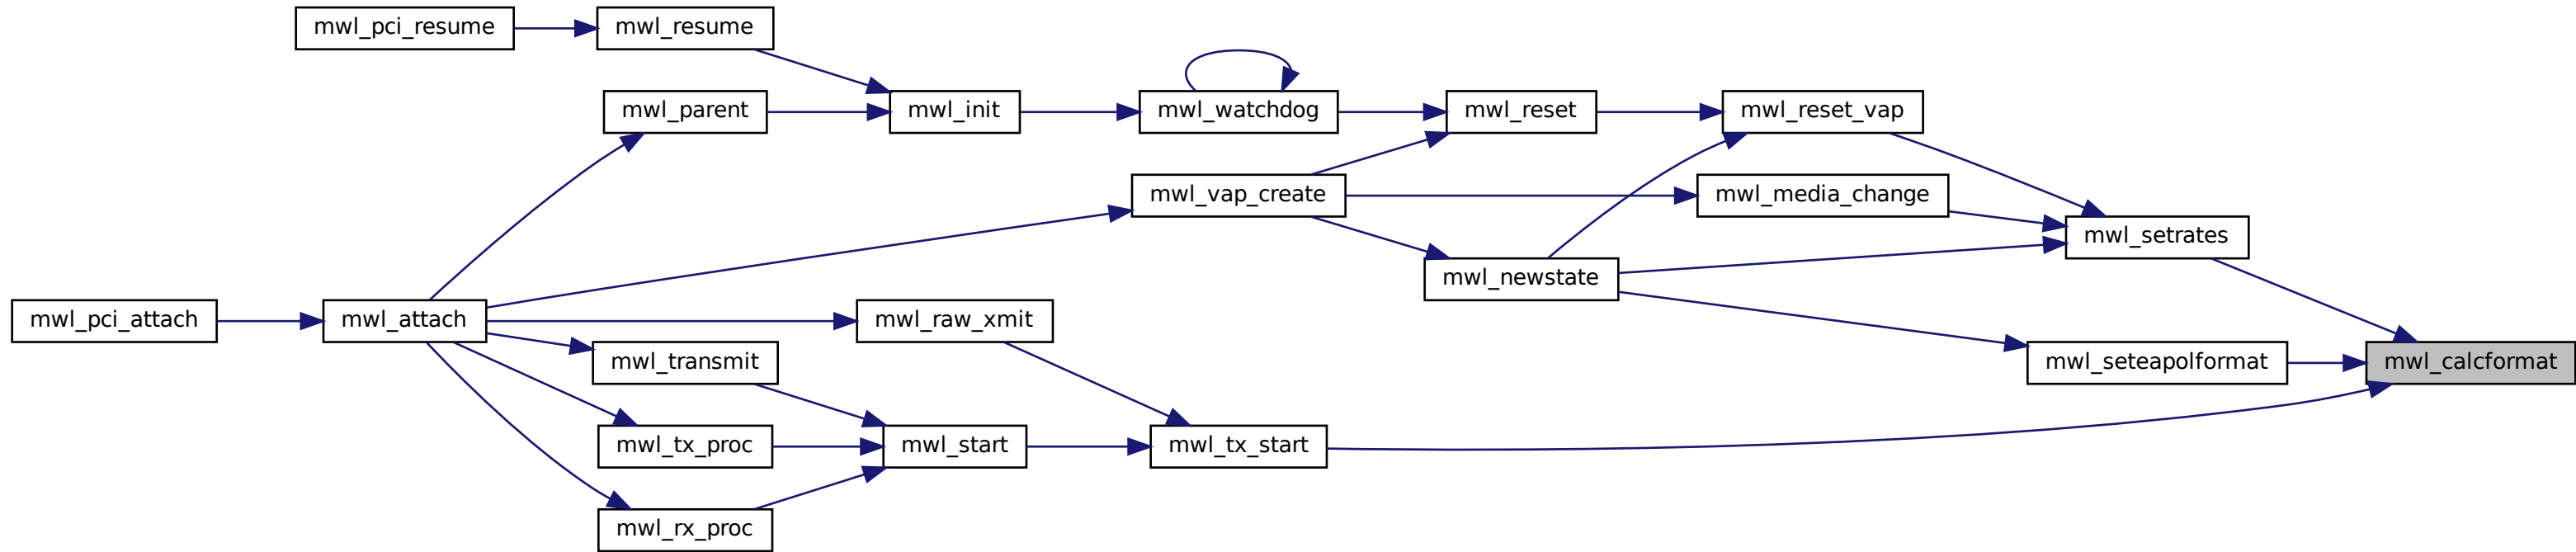 mwl_pci_resume
mwl_resume
mwl_parent
mwl_init
mwl_watchdog
mwl_reset
mwl_reset_vap
mwl_vap_create
mwl_media_change
mwl_setrates
mwl_newstate
mwl_pci_attach
mwl_attach
mwl_raw_xmit
mwl_transmit
mwl_seteapolformat
mwl_calcformat
mwl_tx_proc
mwl_start
mwl_tx_start
mwl_rx_proc